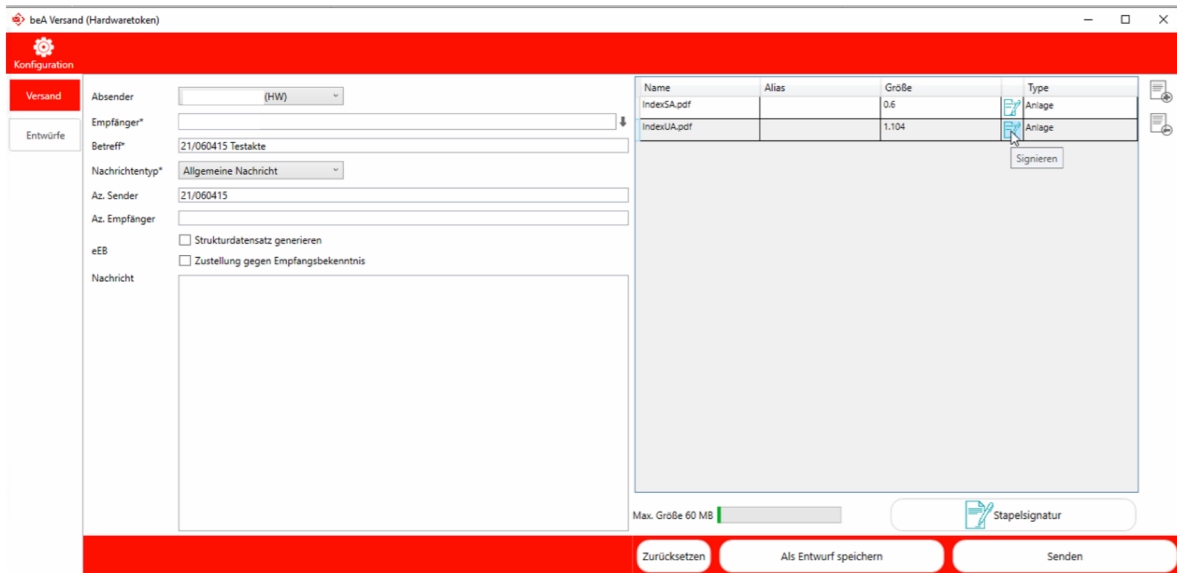 beA Versand (Hardwaretoken)
Konfiguration
Versand
Entwürfe
Absender (HW)
Empfänger*
Betreff* 21/060415 Testakte
Nachrichtentyp* Allgemeine Nachricht
Az. Sender 21/060415
Az. Empfänger
eEB
Strukturdatensatz generieren
Zustellung gegen Empfangsbekenntnis
Nachricht
Name Alias Größe Type
IndexSA.pdf 0.6 Anlage
IndexUA.pdf 1.104 Anlage
Signieren
Max. Größe 60 MB
Stapelsignatur
Zurücksetzen Als Entwurf speichern Senden